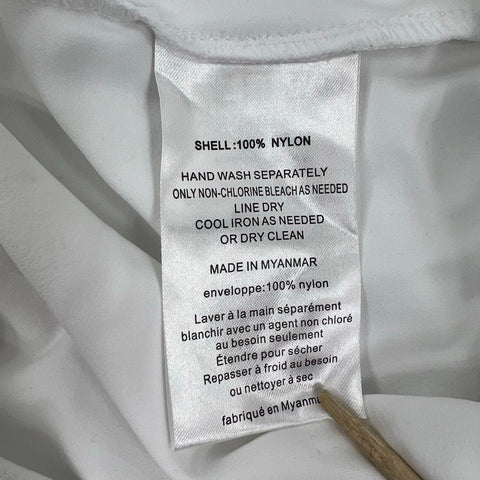 SHELL:100% NYLON
HAND WASH SEPARATELY
ONLY NON-CHLORINE BLEACH AS NEEDED
LINE DRY
COOL IRON AS NEEDED
OR DRY CLEAN
MADE IN MYANMAR
enveloppe:100% nylon
Laver à la main séparément
blanchir avec un agent non chloré
au besoin seulement
Étendre pour sécher
Repasser à froid au besoin
ou nettoyer à sec
fabriqué en